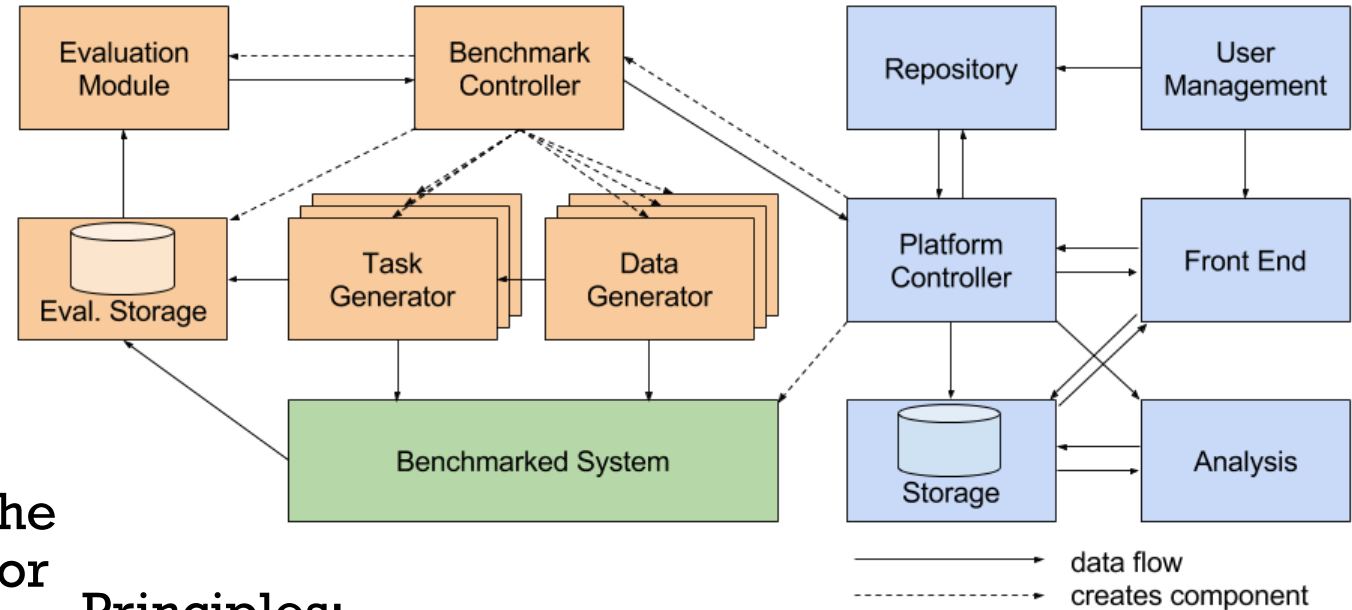 Evaluation
Module
Benchmark
Controller
Repository
User
Management
Eval. Storage
Task
Generator
Data
Generator
Platform
Controller
Front End
Benchmarked System
Storage
Analysis
he
or
Principles:
data flow
creates component